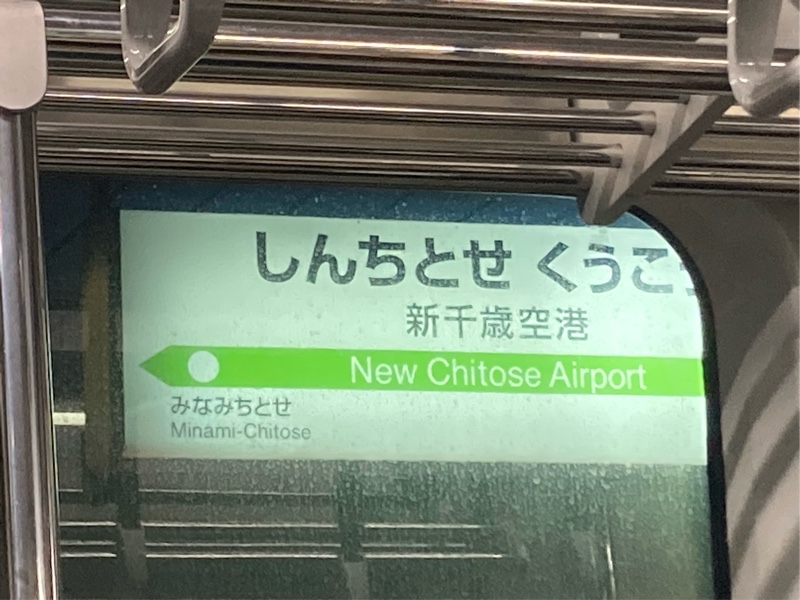 しんちとせ くうこ
新千歳空港
New Chitose Airport
みなみちとせ
Minami-Chitose